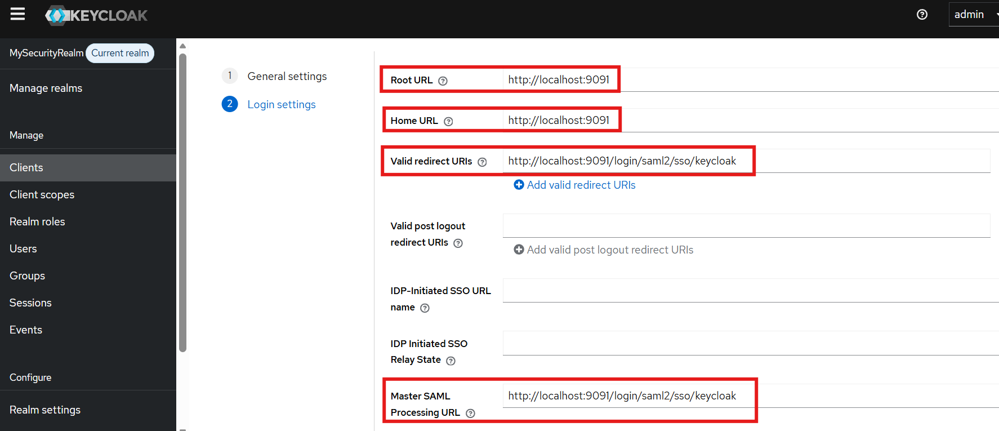 KEYCLOAK
admin
MySecurityRealm Current realm
Manage realms
Manage
Clients
Client scopes
Realm roles
Users
Groups
Sessions
Events
Configure
Realm settings
1 General settings
2 Login settings
Root URL http://localhost:9091
Home URL http://localhost:9091
Valid redirect URIs http://localhost:9091/login/saml2/sso/keycloak
Add valid redirect URIs
Valid post logout
redirect URIs
Add valid post logout redirect URIs
IDP-Initiated SSO URL
name
IDP Initiated SSO
Relay State
Master SAML http://localhost:9091/login/saml2/sso/keycloak
Processing URL